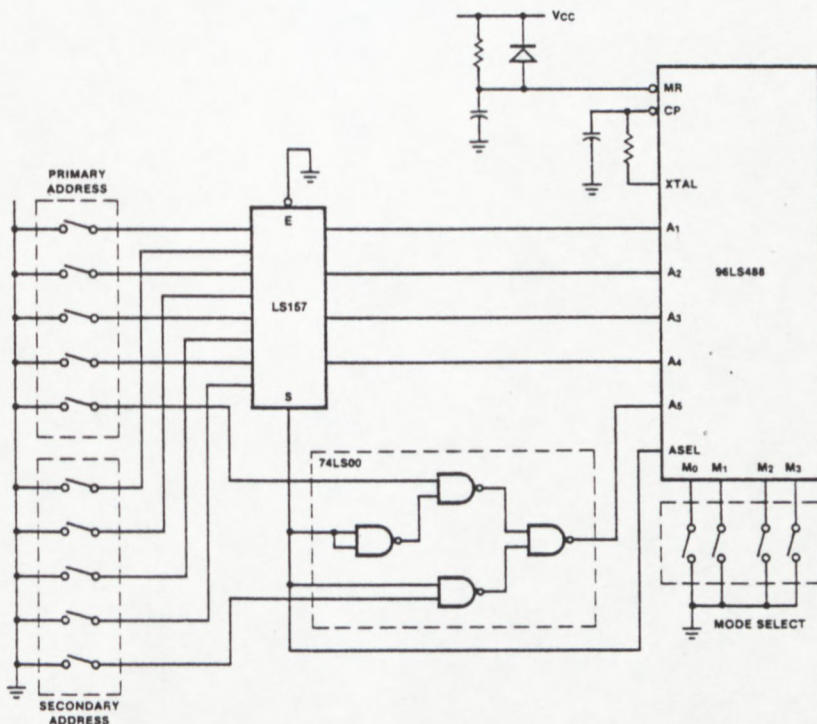 VCC
MR
CP
XTAL
PRIMARY
ADDRESS
E
LS157
S
A1
A2
A3
A4
A5
96LS488
ASEL
M0 M1 M2 M3
74LS00
MODE SELECT
SECONDARY
ADDRESS